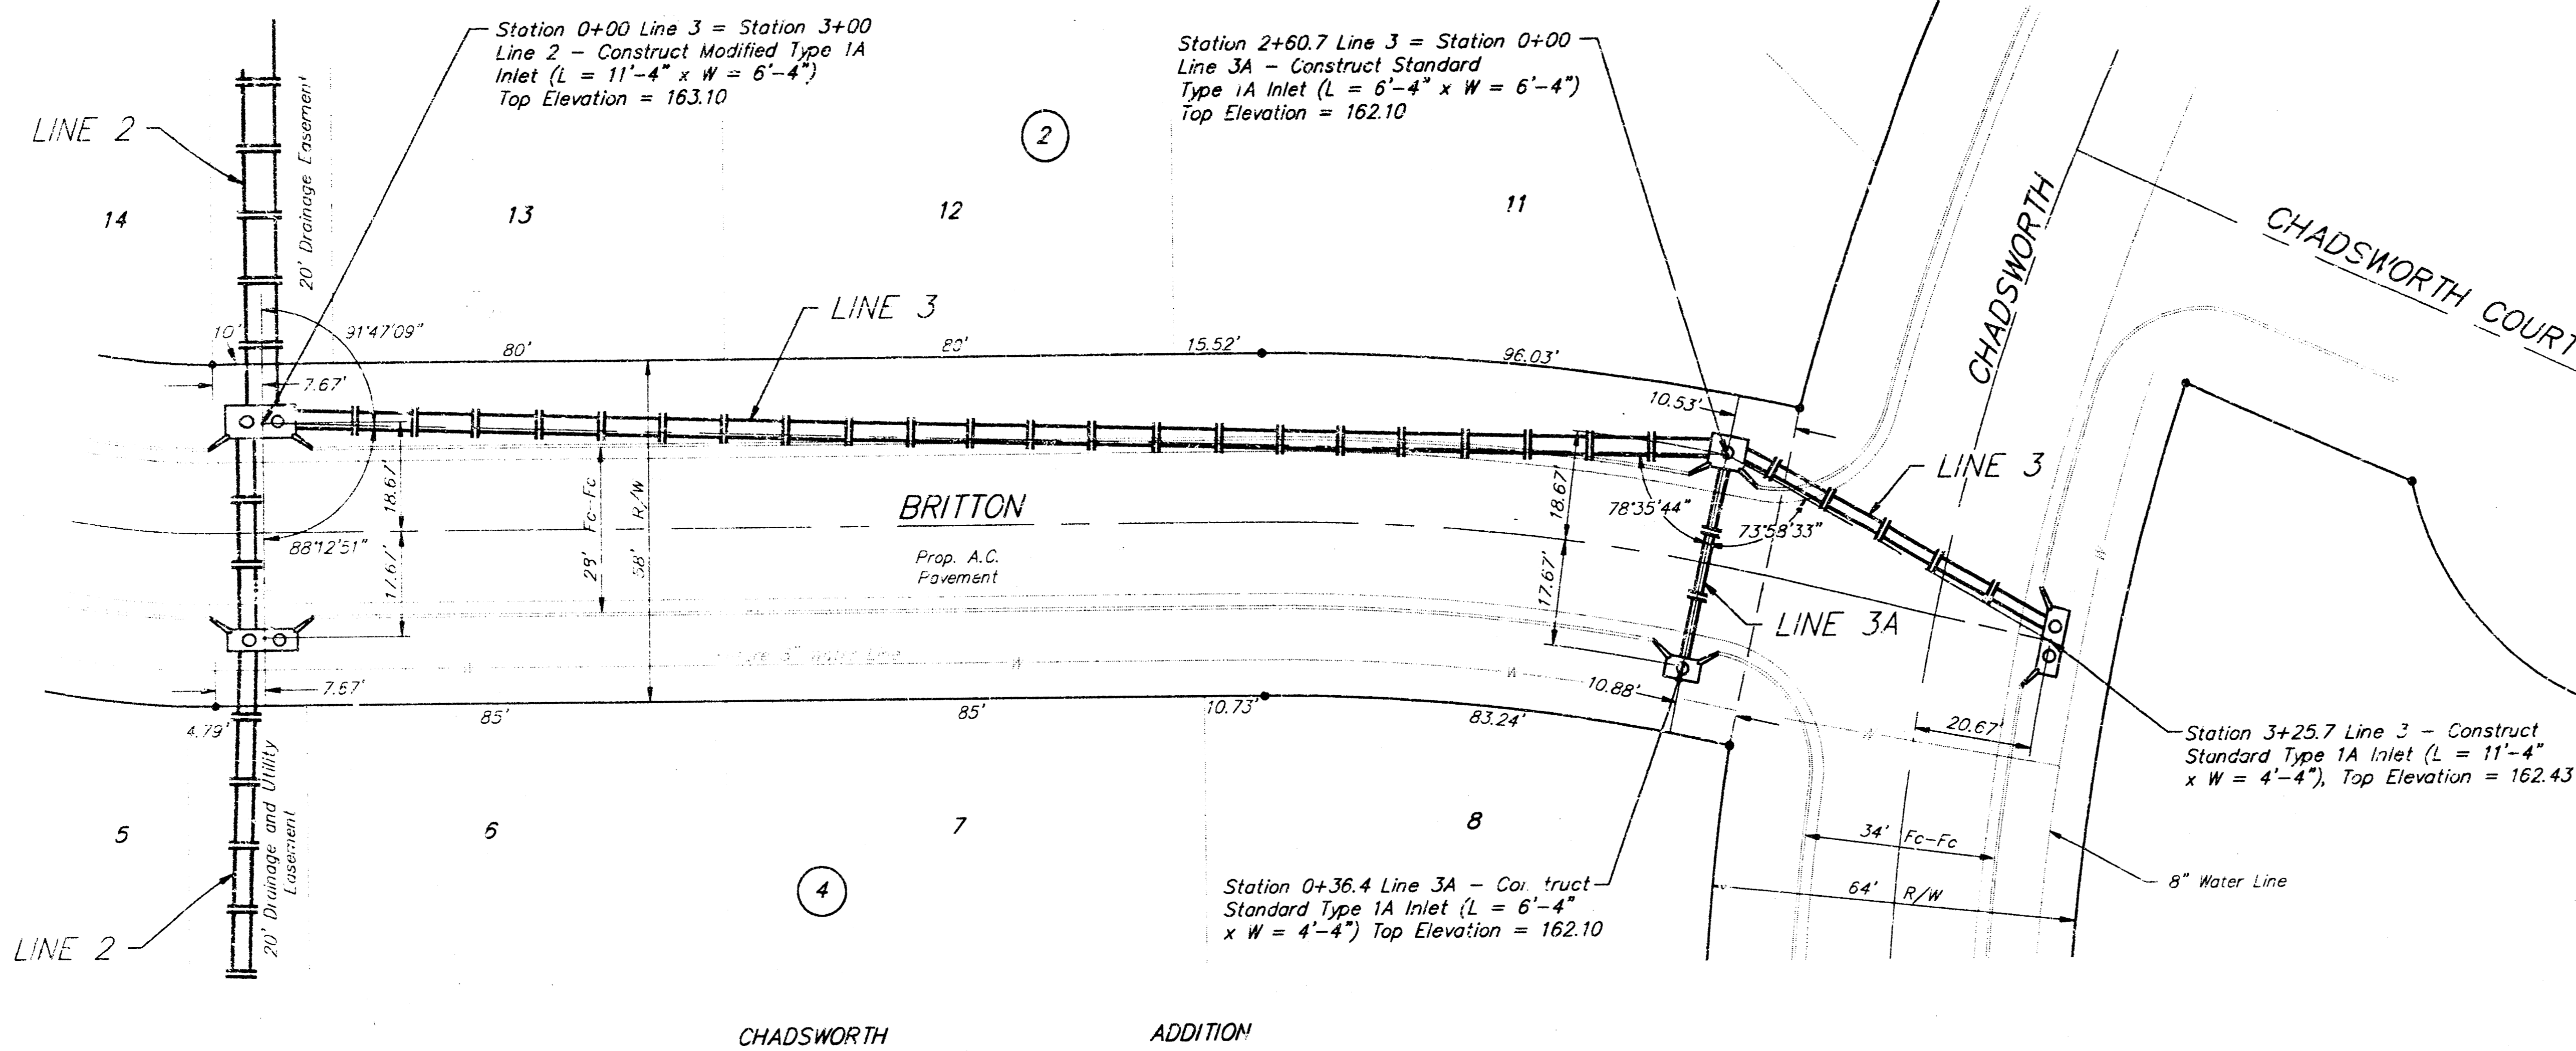 Station 0+00 Line 3 = Station 3+00
Line 2 - Construct Modified Type 1A
Inlet (L = 11'-4" x W = 6'-4")
Top Elevation = 163.10
Station 2+60.7 Line 3 = Station 0+00
Line 3A - Construct Standard
Type 1A Inlet (L = 6'-4" x W = 6'-4")
Top Elevation = 162.10
LINE 2
20' Drainage Easement
2
14
13
12
11
CHADSWORTH
CHADSWORTH COURT
LINE 3
10'
91°47'09"
80'
80'
15.52'
96.03'
7.67'
10.53'
LINE 3
18.67'
28' Fc-Fc
58' R/W
BRITTON
18.67'
78°35'44"
73°58'33"
88°12'51"
17.67'
Prop. A.C.
Pavement
17.67'
LINE 3A
W
6" Water Line
W
W
W
W
7.67'
10.88'
4.79'
85'
85'
10.73'
83.24'
20.67'
Station 3+25.7 Line 3 - Construct
Standard Type 1A Inlet (L = 11'-4"
x W = 4'-4"), Top Elevation = 162.43
20' Drainage and Utility
Easement
5
6
7
8
34' Fc-Fc
4
Station 0+36.4 Line 3A - Con truct
Standard Type 1A Inlet (L = 6'-4"
x W = 4'-4") Top Elevation = 162.10
64' R/W
8" Water Line
LINE 2
CHADSWORTH ADDITION